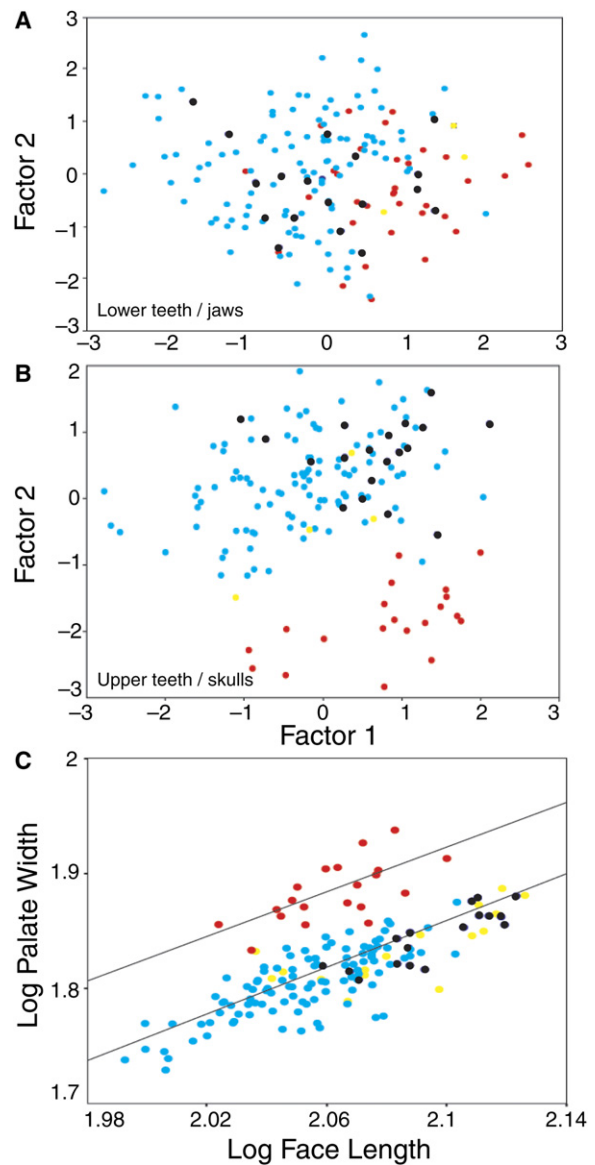 A
3
2
1
0
−1
−2
−3
Factor 2
Lower teeth / jaws
−3 −2 −1 0 1 2 3
B
2
1
0
−1
−2
−3
Factor 2
Upper teeth / skulls
−3 −2 −1 0 1 2 3
Factor 1
C
2
1.9
1.8
1.7
Log Palate Width
1.98 2.02 2.06 2.1 2.14
Log Face Length